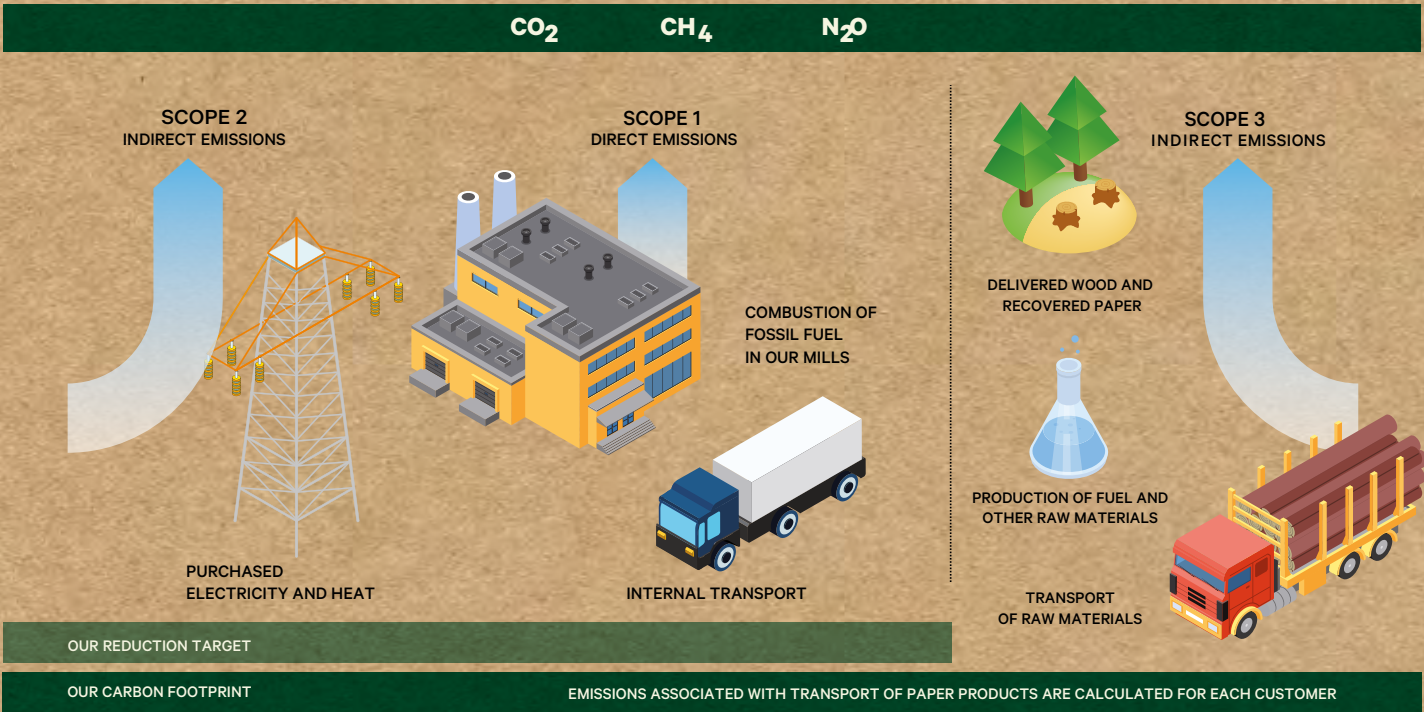 CO2 CH4 N2O
SCOPE 2
INDIRECT EMISSIONS
SCOPE 1
DIRECT EMISSIONS
SCOPE 3
INDIRECT EMISSIONS
COMBUSTION OF
FOSSIL FUEL
IN OUR MILLS
DELIVERED WOOD AND
RECOVERED PAPER
PRODUCTION OF FUEL AND
OTHER RAW MATERIALS
PURCHASED
ELECTRICITY AND HEAT
INTERNAL TRANSPORT
TRANSPORT
OF RAW MATERIALS
OUR REDUCTION TARGET
OUR CARBON FOOTPRINT
EMISSIONS ASSOCIATED WITH TRANSPORT OF PAPER PRODUCTS ARE CALCULATED FOR EACH CUSTOMER